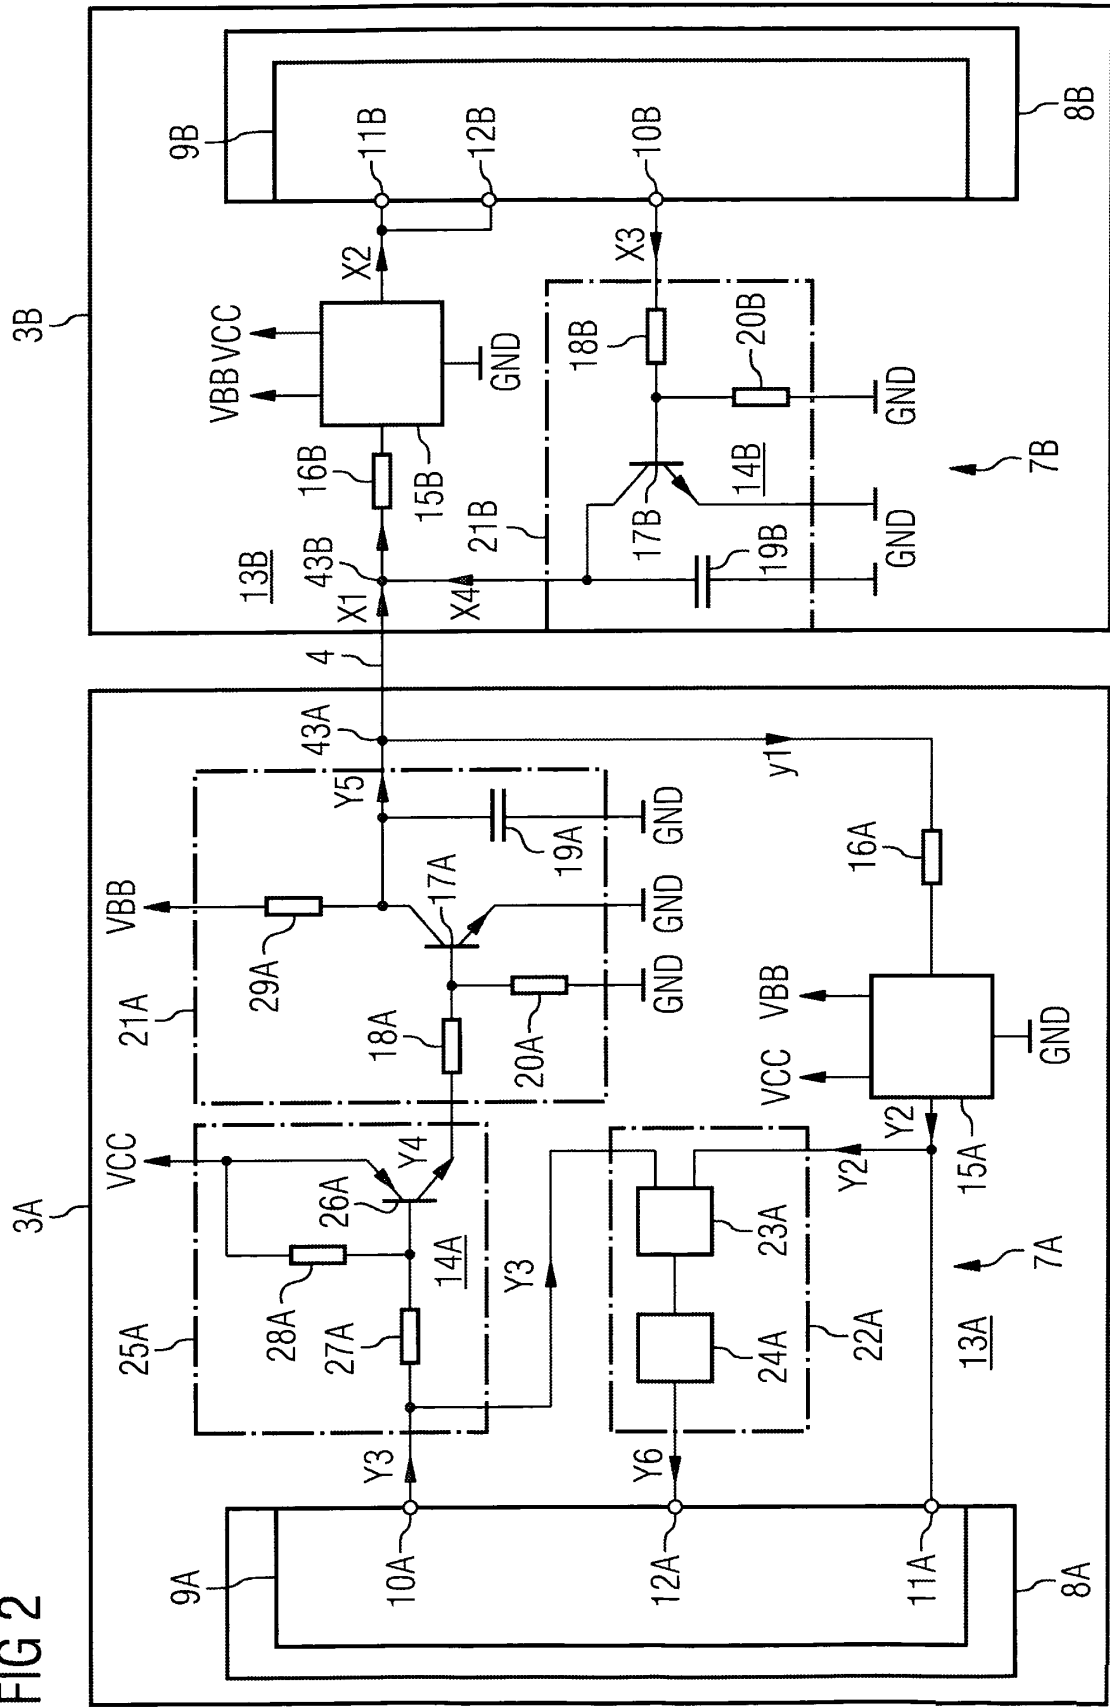 FIG 2
3A
3B
9A
10A
12A
11A
8A
Y3
Y6
25A
28A
27A
14A
VCC
26A
Y4
Y3
23A
24A
22A
13A
7A
Y2
Y2
15A
VCC
VBB
GND
16A
y1
21A
29A
VBB
18A
20A
17A
19A
GND
GND
GND
Y5
43A
4
X1
43B
13B
16B
15B
VBB
VCC
GND
X2
X4
21B
17B
14B
19B
18B
20B
GND
GND
GND
X3
7B
9B
11B
12B
10B
8B